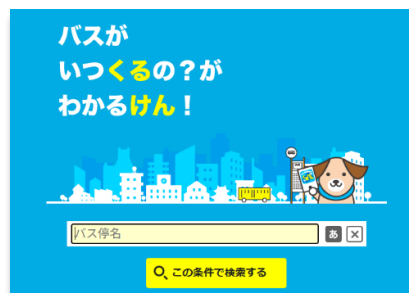 バスが
いつくるの？が
わかるけん！
バス停名
あ
この条件で検索する